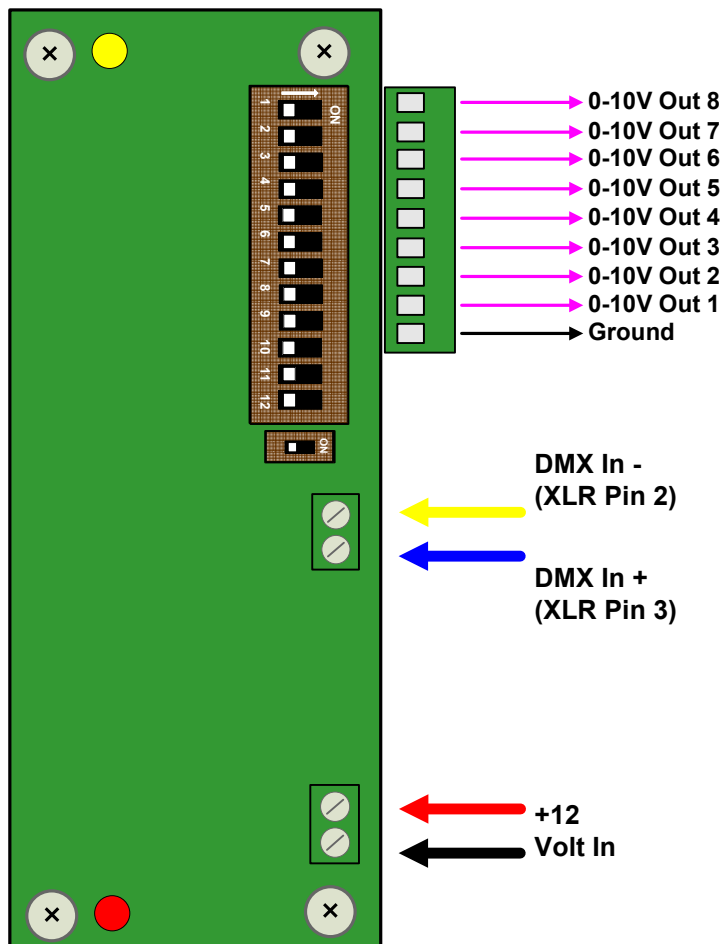 1
ON
2
3
4
5
6
7
8
9
10
11
12
ON
0-10V Out 8
0-10V Out 7
0-10V Out 6
0-10V Out 5
0-10V Out 4
0-10V Out 3
0-10V Out 2
0-10V Out 1
Ground
DMX In -
(XLR Pin 2)
DMX In +
(XLR Pin 3)
+12
Volt In